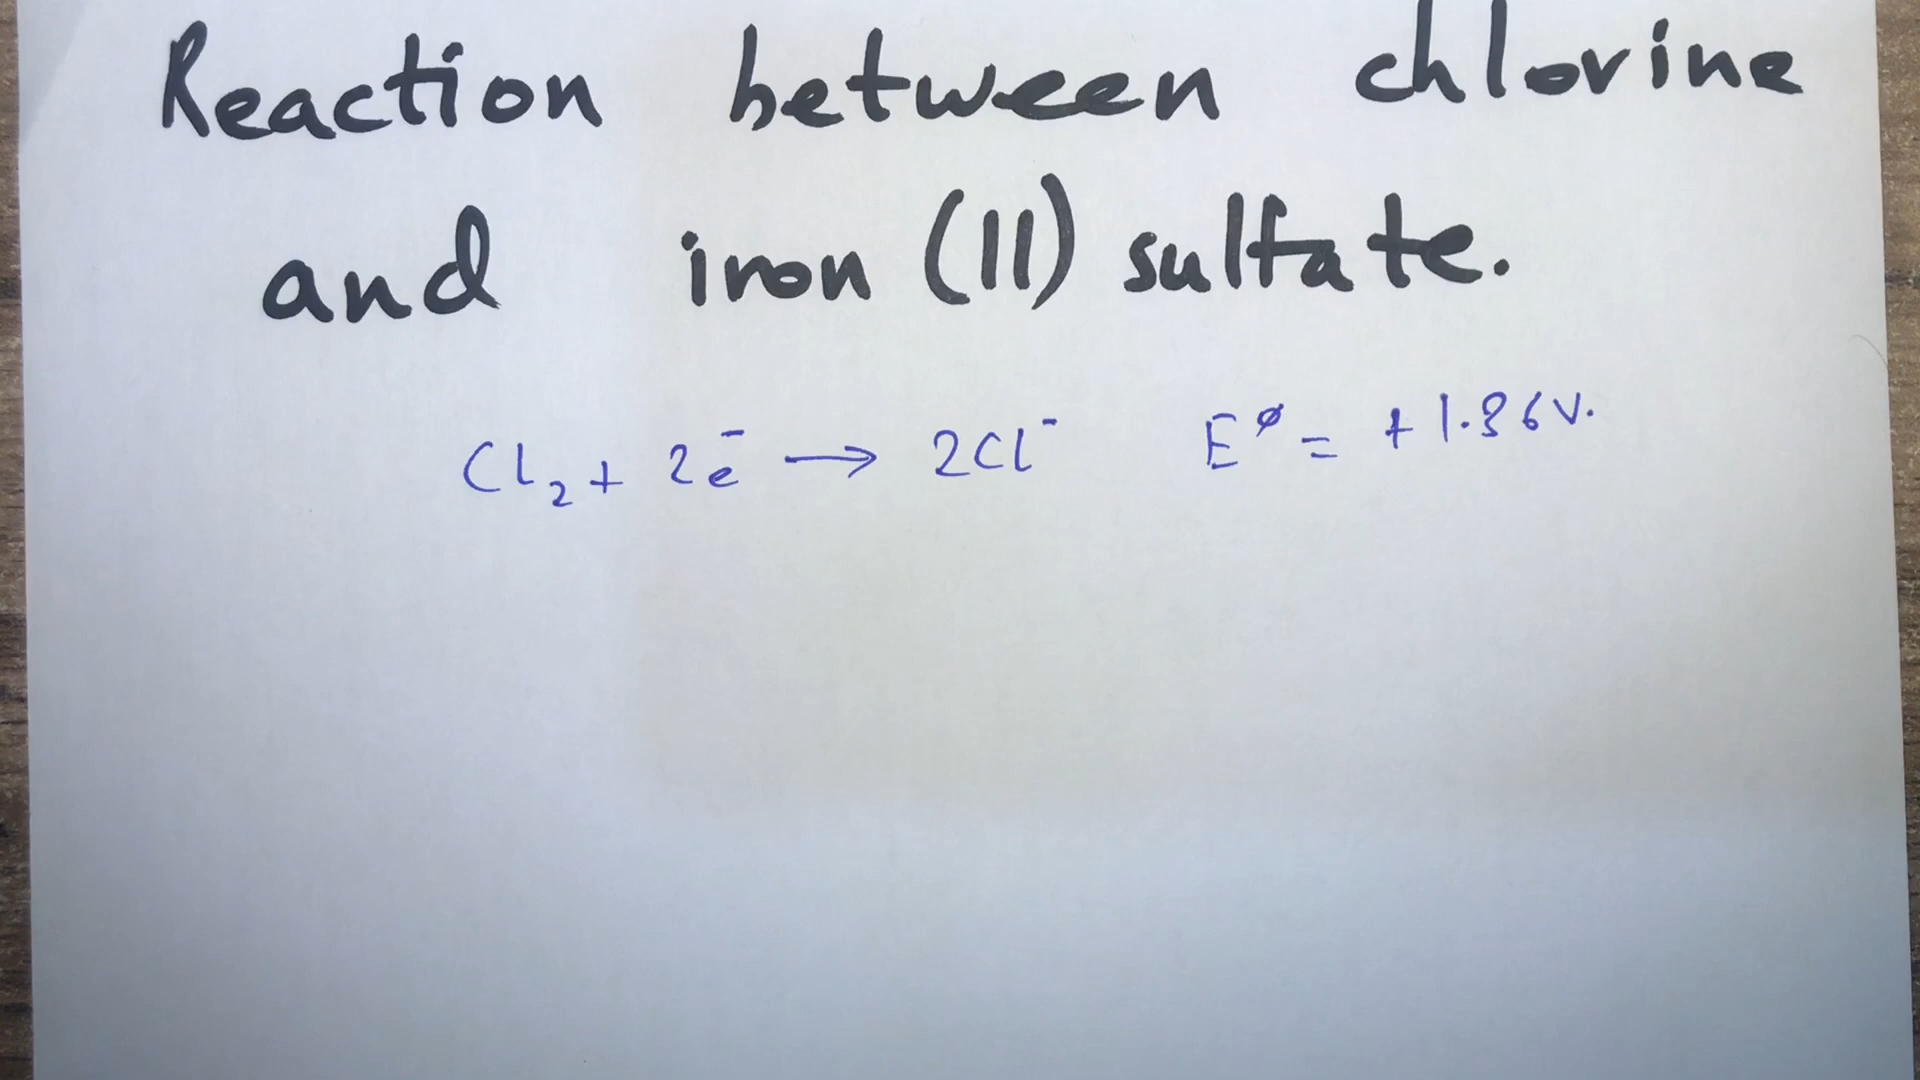 Reaction between chlorine
and iron (II) sulfate.
Cl₂ + 2e⁻ → 2Cl⁻ E° = +1.36V.